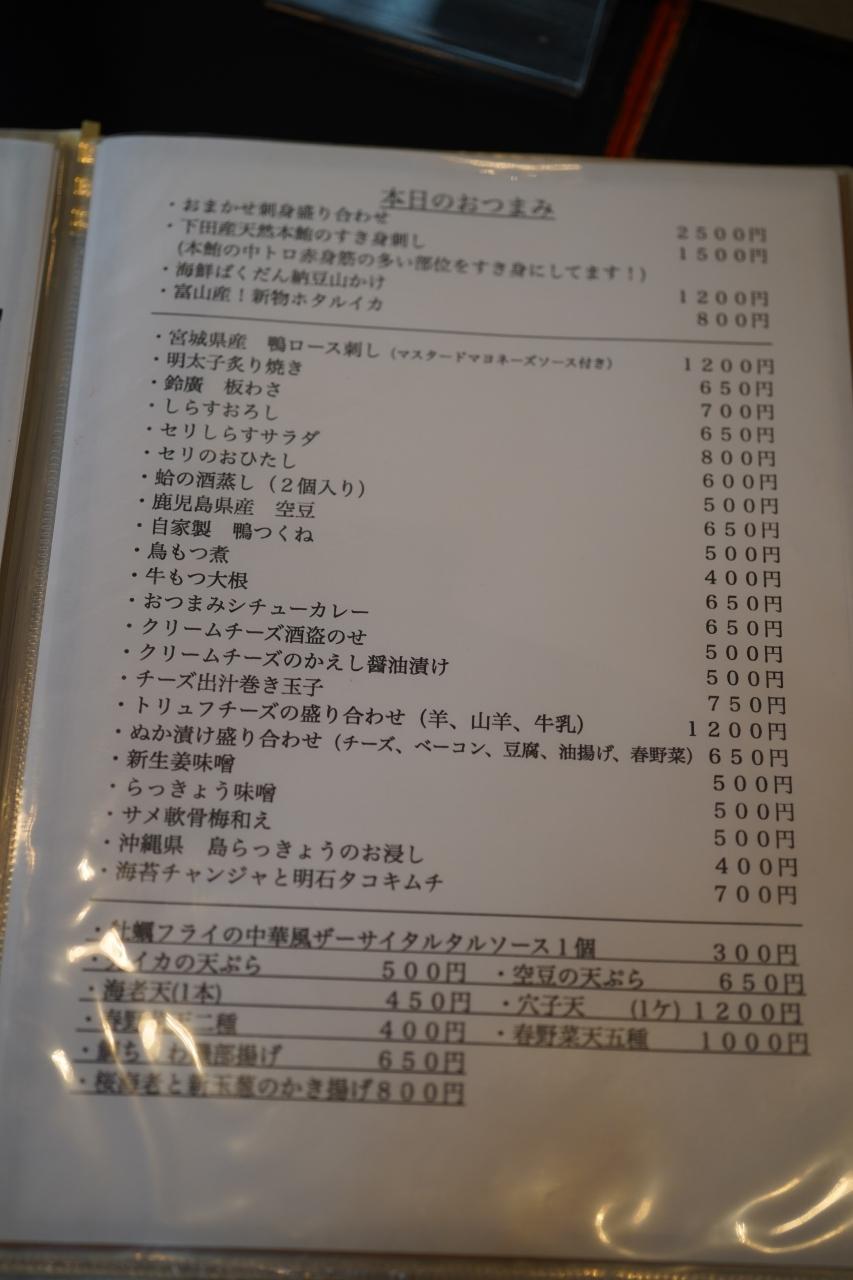 本日のおつまみ
・おまかせ刺身盛り合わせ 2500円
・下田産天然本鮪のすき身刺し 1500円
(本鮪の中トロ赤身筋の多い部位をすき身にしてます!)
・海鮮ばくだん納豆山かけ 1200円
・富山産!新物ホタルイカ 800円
・宮城県産 鴨ロース刺し(マスタードマヨネーズソース付き) 1200円
・明太子炙り焼き 650円
・鈴廣 板わさ 700円
・しらすおろし 650円
・セリしらすサラダ 800円
・セリのおひたし 600円
・蛤の酒蒸し(2個入り) 500円
・鹿児島県産 空豆 650円
・自家製 鴨つくね 500円
・鳥もつ煮 400円
・牛もつ大根 650円
・おつまみシチューカレー 650円
・クリームチーズ酒盗のせ 500円
・クリームチーズのかえし醤油漬け 500円
・チーズ出汁巻き玉子 750円
・トリュフチーズの盛り合わせ(羊、山羊、牛乳) 1200円
・ぬか漬け盛り合わせ(チーズ、ベーコン、豆腐、油揚げ、春野菜) 650円
・新生姜味噌 500円
・らっきょう味噌 500円
・サメ軟骨梅和え 500円
・沖縄県 島らっきょうのお浸し 400円
・海苔チャンジャと明石タコキムチ 700円
・牡蠣フライの中華風ザーサイタルタルソース1個 300円
イカの天ぷら 500円 ・空豆の天ぷら 650円
・海老天(1本) 450円 ・穴子天 (1ケ) 1200円
・春野菜天二種 400円 ・春野菜天五種 1000円
わ磯部揚げ 650円
・桜海老と新玉葱のかき揚げ800円